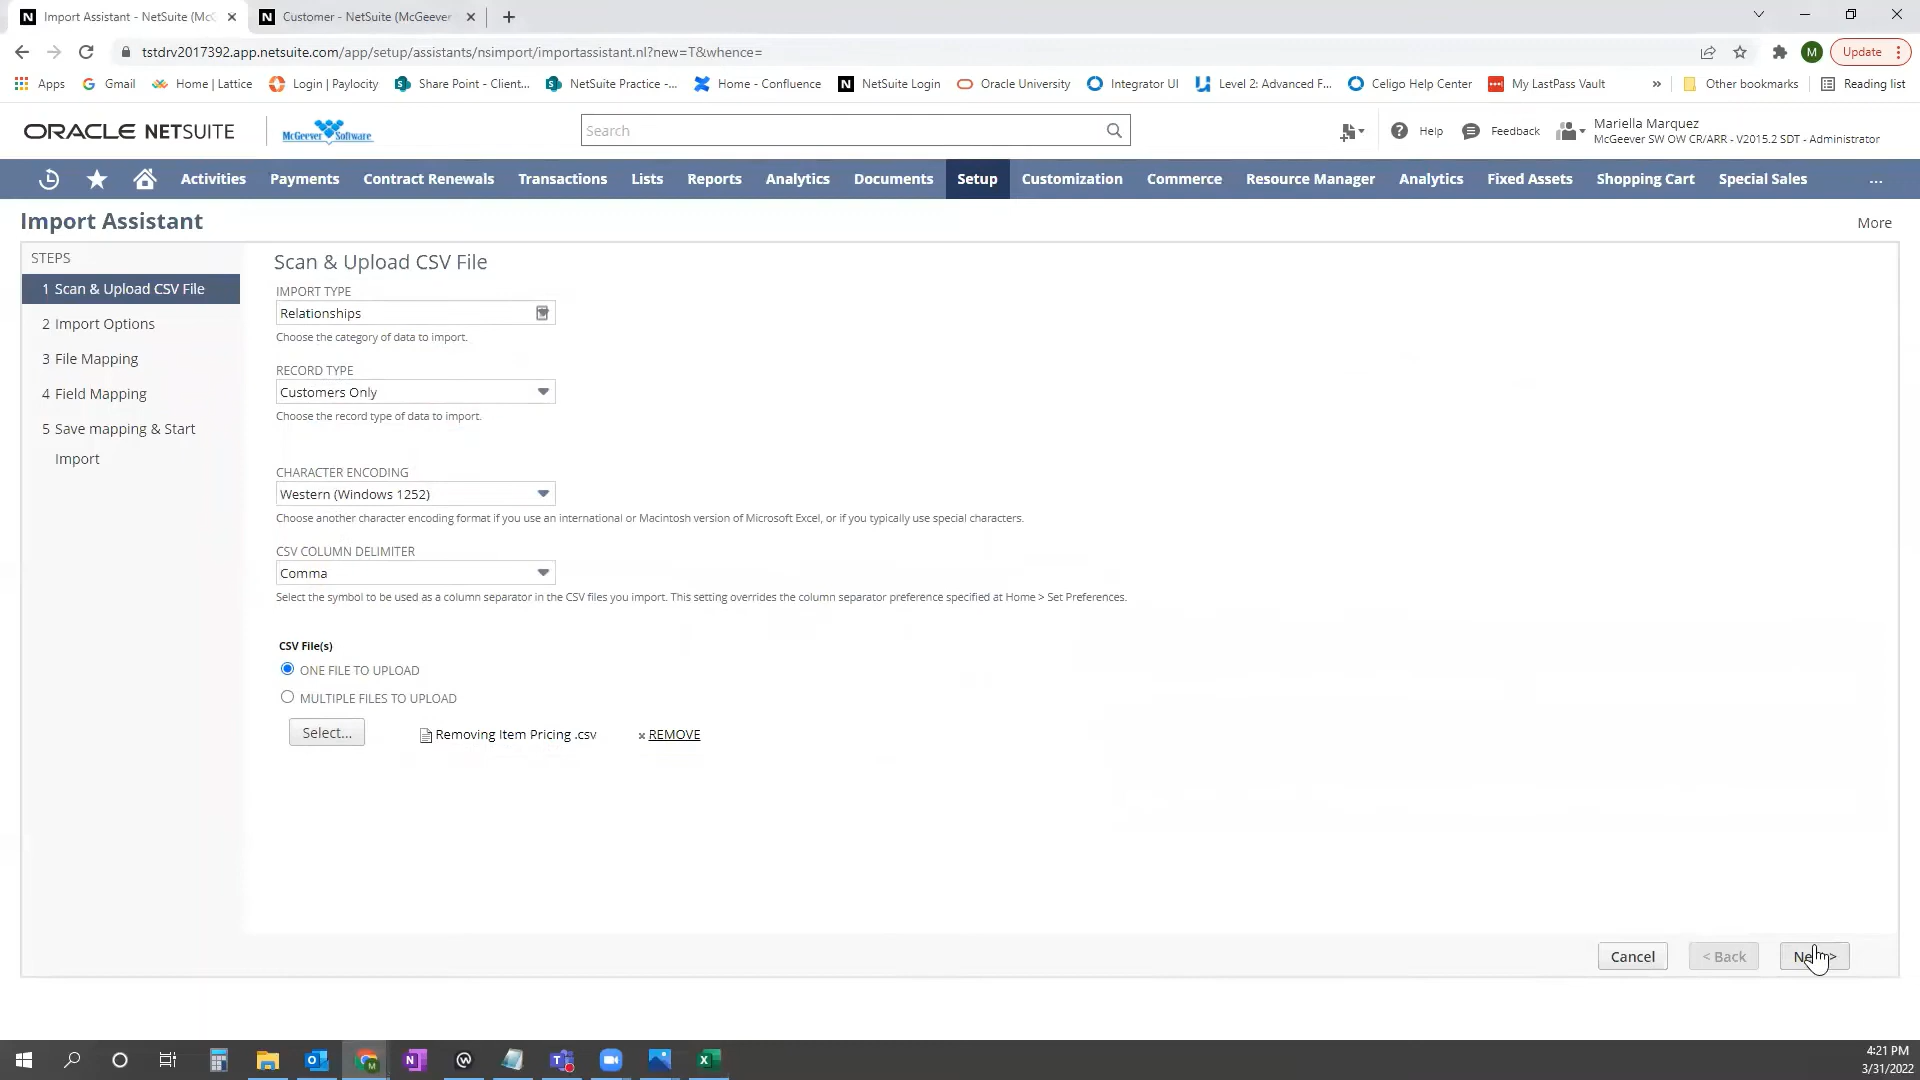 Import Assistant - NetSuite (McG
Customer - NetSuite (McGeever
tstdrv2017392.app.netsuite.com/app/setup/assistants/nsimport/importassistant.nl?new=T&whence=
M
Update
Apps
Gmail
Home | Lattice
Login | Paylocity
Share Point - Client...
NetSuite Practice -...
Home - Confluence
NetSuite Login
Oracle University
Integrator UI
Level 2: Advanced F...
Celigo Help Center
My LastPass Vault
»
Other bookmarks
Reading list
ORACLE NETSUITE
McGeever Software
Search
Help
Feedback
Mariella Marquez
McGeever SW OW CR/ARR - V2015.2 SDT - Administrator
Activities
Payments
Contract Renewals
Transactions
Lists
Reports
Analytics
Documents
Setup
Customization
Commerce
Resource Manager
Analytics
Fixed Assets
Shopping Cart
Special Sales
...
Import Assistant
More
STEPS
1 Scan & Upload CSV File
2 Import Options
3 File Mapping
4 Field Mapping
5 Save mapping & Start
Import
Scan & Upload CSV File
IMPORT TYPE
Relationships
Choose the category of data to import.
RECORD TYPE
Customers Only
Choose the record type of data to import.
CHARACTER ENCODING
Western (Windows 1252)
Choose another character encoding format if you use an international or Macintosh version of Microsoft Excel, or if you typically use special characters.
CSV COLUMN DELIMITER
Comma
Select the symbol to be used as a column separator in the CSV files you import. This setting overrides the column separator preference specified at Home > Set Preferences.
CSV File(s)
ONE FILE TO UPLOAD
MULTIPLE FILES TO UPLOAD
Select...
Removing Item Pricing .csv
× REMOVE
Cancel
< Back
4:21 PM
3/31/2022